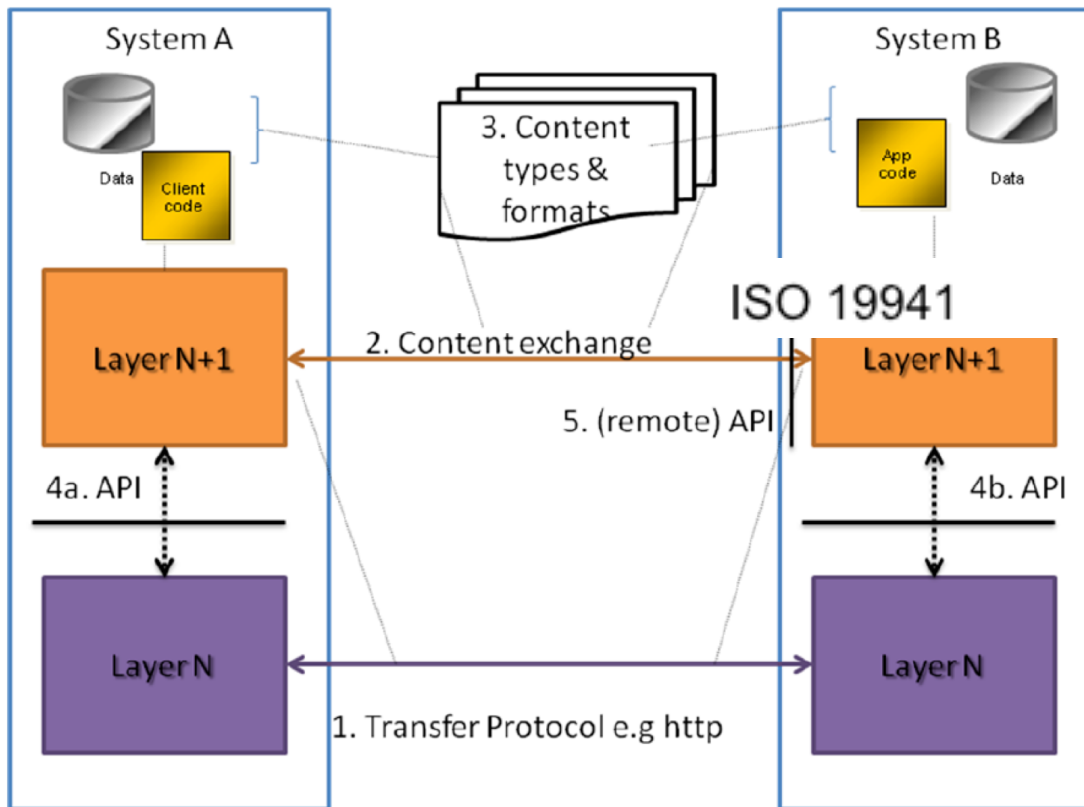 System A
System B
3. Content
types &
formats
Data
Client
code
App
code
Data
ISO 19941
Layer N+1
2. Content exchange
Layer N+1
5. (remote) API
4a. API
4b. API
Layer N
Layer N
1. Transfer Protocol e.g http